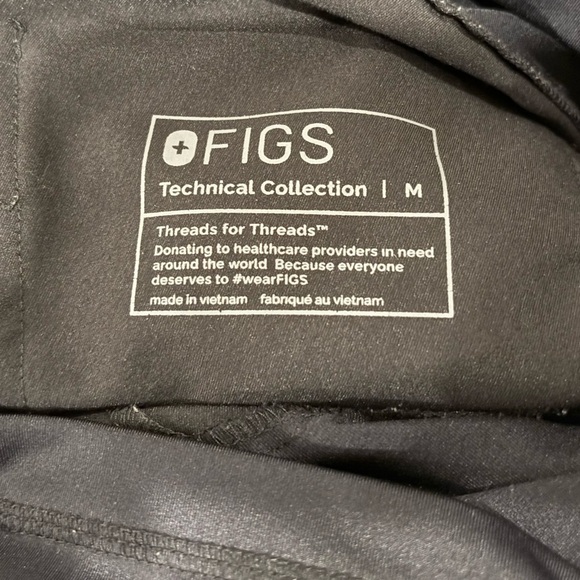 FIGS
Technical Collection | M
Threads for Threads™
Donating to healthcare providers in need
around the world Because everyone
deserves to #wearFIGS
made in vietnam fabriqué au vietnam